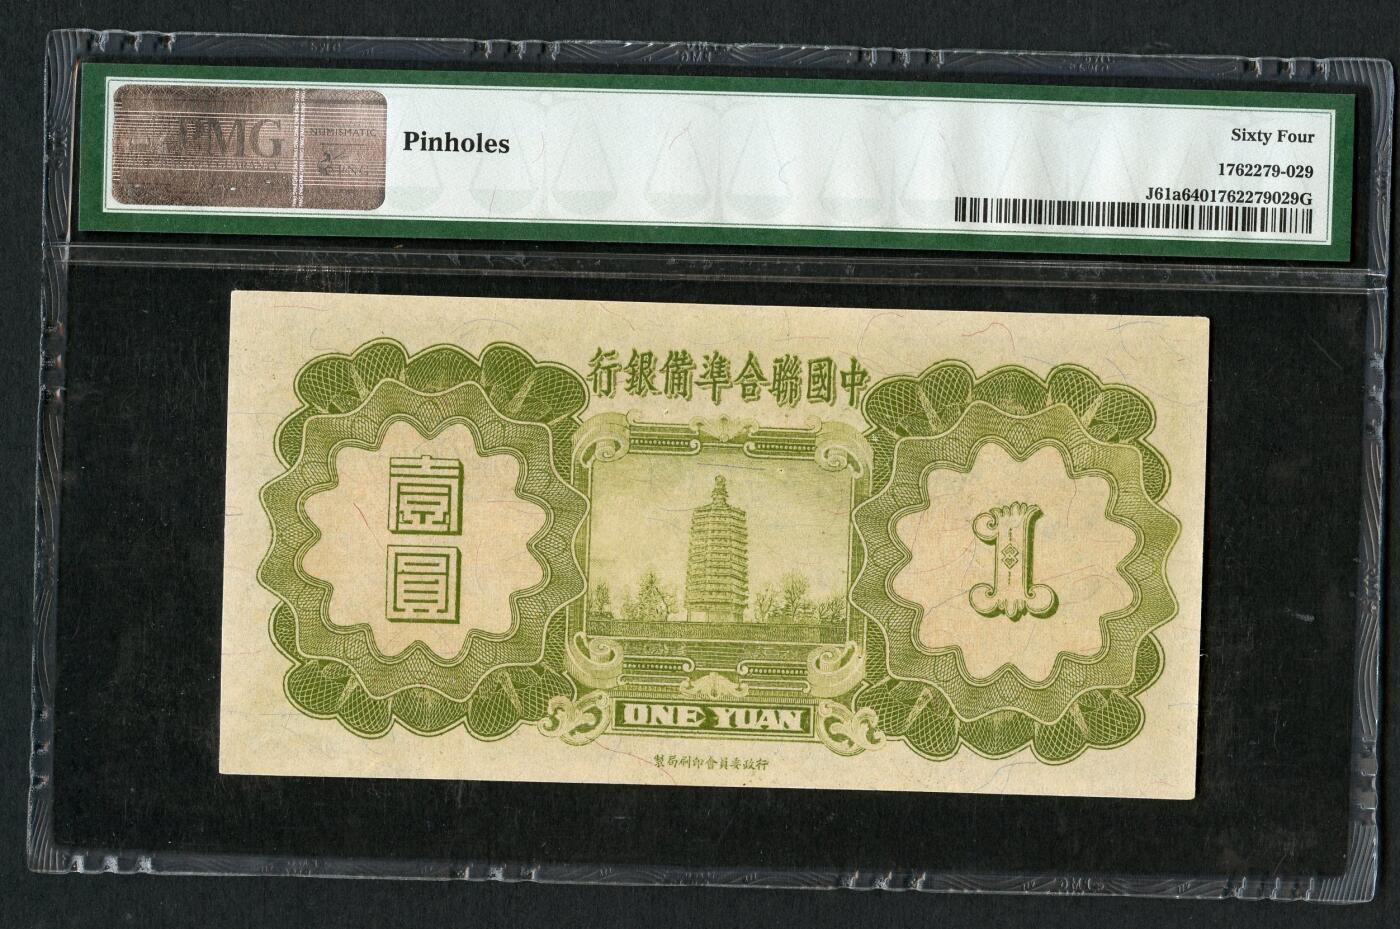 PMG
NUMISMATIC
Pinholes
Sixty Four
1762279-029
J61a6401762279029G
中國聯合準備銀行
壹圓
1
ONE YUAN
行政委員會印刷局製